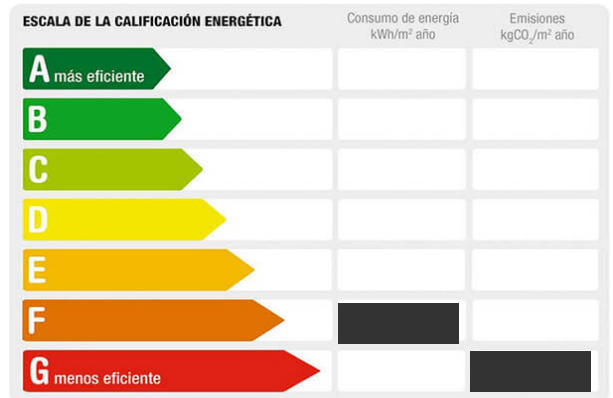 ESCALA DE LA CALIFICACIÓN ENERGÉTICA
Consumo de energía
kWh/m² año
Emisiones
kgCO₂/m² año
A más eficiente
B
C
D
E
F
G menos eficiente